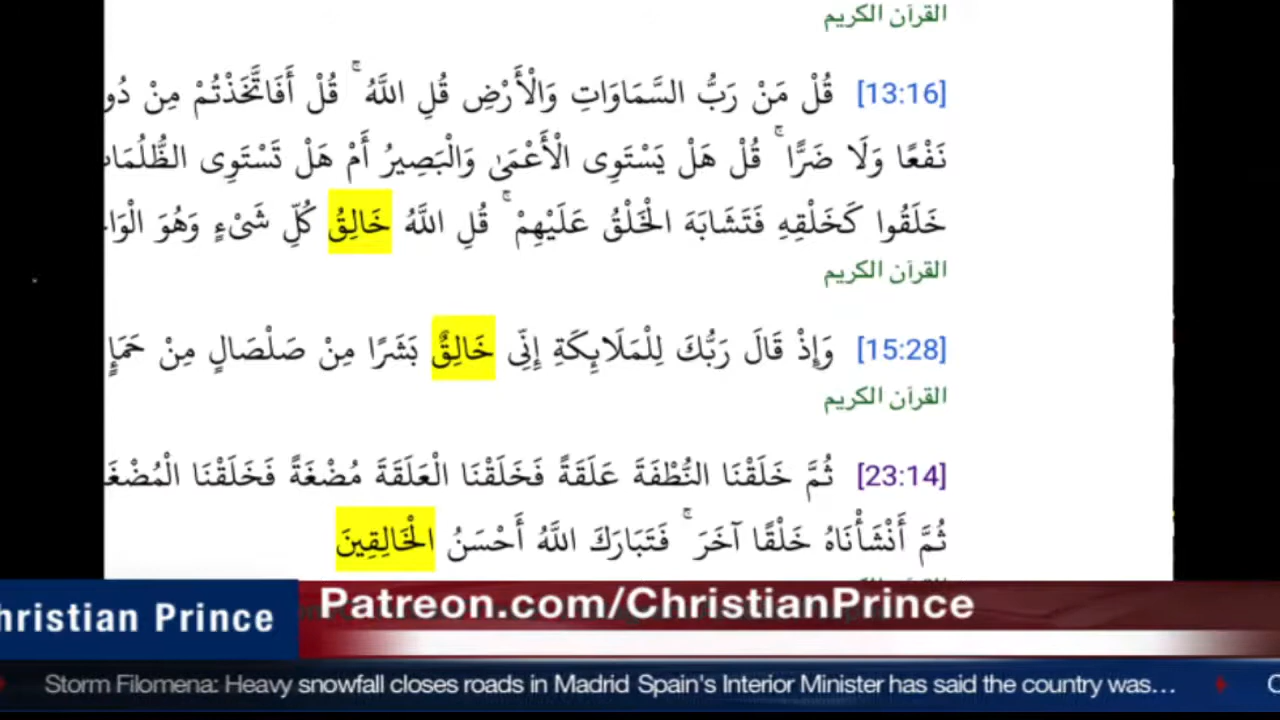 القرآن الكريم
[13:16] قُلْ مَنْ رَبُّ السَّمَاوَاتِ وَالْأَرْضِ قُلِ اللَّهُ ۚ قُلْ أَفَاتَّخَذْتُمْ مِنْ
نَفْعًا وَلَا ضَرًّا ۚ قُلْ هَلْ يَسْتَوِى الْأَعْمَىٰ وَالْبَصِيرُ أَمْ هَلْ تَسْتَوِى
خَلَقُوا كَخَلْقِهِ فَتَشَابَهَ الْخَلْقُ عَلَيْهِمْ ۚ قُلِ اللَّهُ خَالِقُ كُلِّ شَىْءٍ وَهُوَ
القرآن الكريم
[15:28] وَإِذْ قَالَ رَبُّكَ لِلْمَلَابِكَةِ إِنِّى خَالِقٌ بَشَرًا مِنْ صَلْصَالٍ مِنْ حَمَإٍ
القرآن الكريم
[23:14] ثُمَّ خَلَقْنَا النُّطْفَةَ عَلَقَةً فَخَلَقْنَا الْعَلَقَةَ مُضْغَةً فَخَلَقْنَا
ثُمَّ أَنْشَأْنَاهُ خَلْقًا آخَرَ ۚ فَتَبَارَكَ اللَّهُ أَحْسَنُ الْخَالِقِينَ
hristian Prince
Patreon.com/ChristianPrince
Storm Filomena: Heavy snowfall closes roads in Madrid Spain's Interior Minister has said the country was…